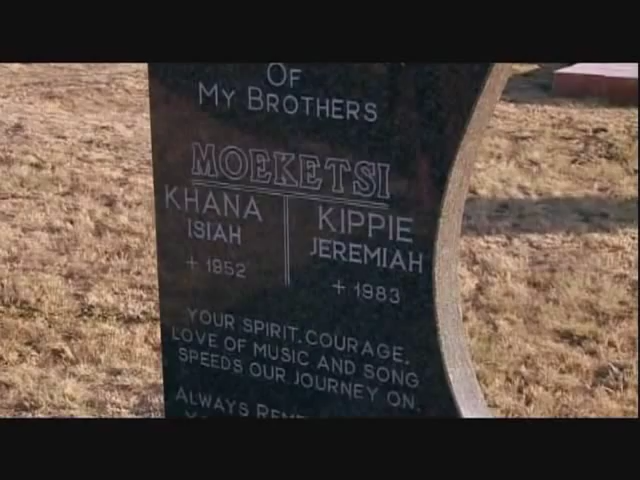 Of
My Brothers
MOEKETSI
KHANA KIPPIE
ISIAH JEREMIAH
+ 1952 + 1983
YOUR SPIRIT, COURAGE,
LOVE OF MUSIC AND SONG
SPEEDS OUR JOURNEY ON.
ALWAYS